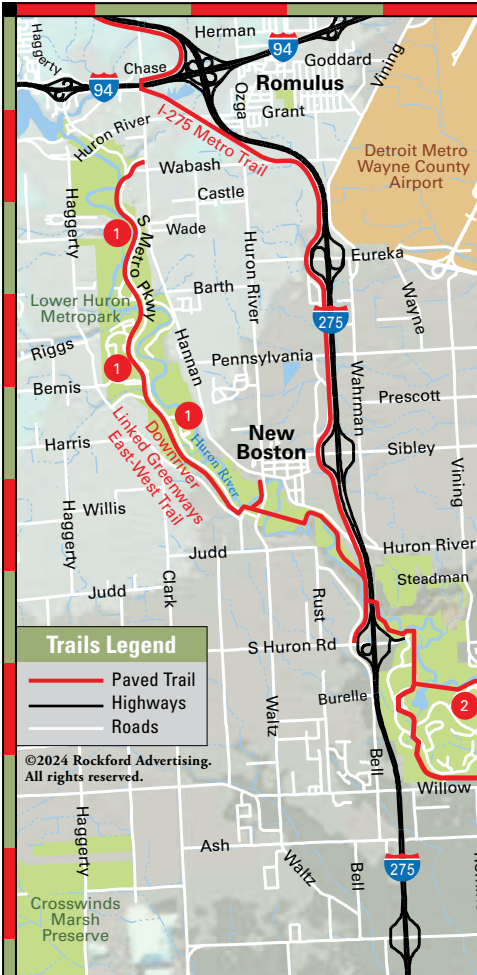 Haggerty
Herman
94
Goddard
Vining
Chase
Romulus
94
Ozga
Grant
Huron River
I-275 Metro Trail
Detroit Metro
Wayne County
Airport
Wabash
Castle
Haggerty
1
S Metro Pkwy
Wade
Huron River
Eureka
Barth
Wayne
Lower Huron
Metropark
275
Riggs
Hannan
Pennsylvania
1
Wahrman
Bemis
Prescott
1
Downriver
Linked Greenways
East-West Trail
Huron River
New
Boston
Harris
Sibley
Vining
Haggerty
Willis
Judd
Huron River
Steadman
Judd
Clark
Rust
Trails Legend
S Huron Rd
Paved Trail
Highways
Roads
Waltz
Burelle
2
©2024 Rockford Advertising.
All rights reserved.
Bell
Willow
Haggerty
Ash
Waltz
Bell
275
Crosswinds
Marsh
Preserve